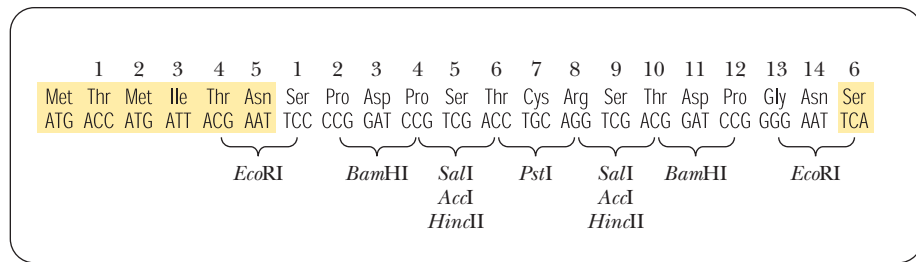 1 2 3 4 5 1 2 3 4 5 6 7 8 9 10 11 12 13 14 6
Met Thr Met Ile Thr Asn Ser Pro Asp Pro Ser Thr Cys Arg Ser Thr Asp Pro Gly Asn Ser
ATG ACC ATG ATT ACG AAT TCC CCG GAT CCG TCG ACC TGC AGG TCG ACG GAT CCG GGG AAT TCA
EcoRI BamHI SalI PstI SalI BamHI EcoRI
AccI AccI
HincII HincII